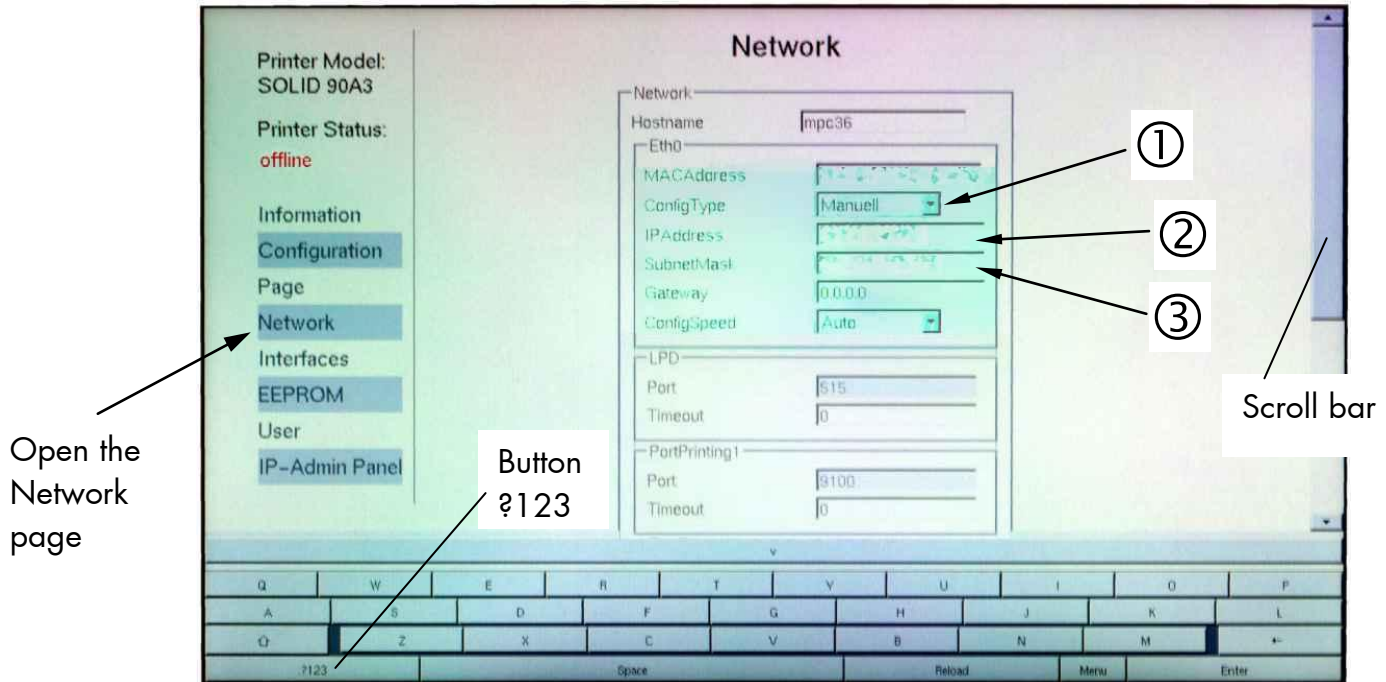 Network
Printer Model:
SOLID 90A3
Printer Status:
offline
Information
Configuration
Page
Network
Interfaces
EEPROM
User
IP-Admin Panel
Network
Hostname mpc36
Eth0
MACAddress
ConfigType Manuell
IPAddress
SubnetMask
Gateway 0.0.0.0
ConfigSpeed Auto
LPD
Port 515
Timeout 0
PortPrinting1
Port 9100
Timeout 0
①
②
③
Scroll bar
Open the
Network
page
Button
?123
Q W E R T Y U I O P
A S D F G H J K L
Z X C V B N M
.?123 Space Reload Menu Enter